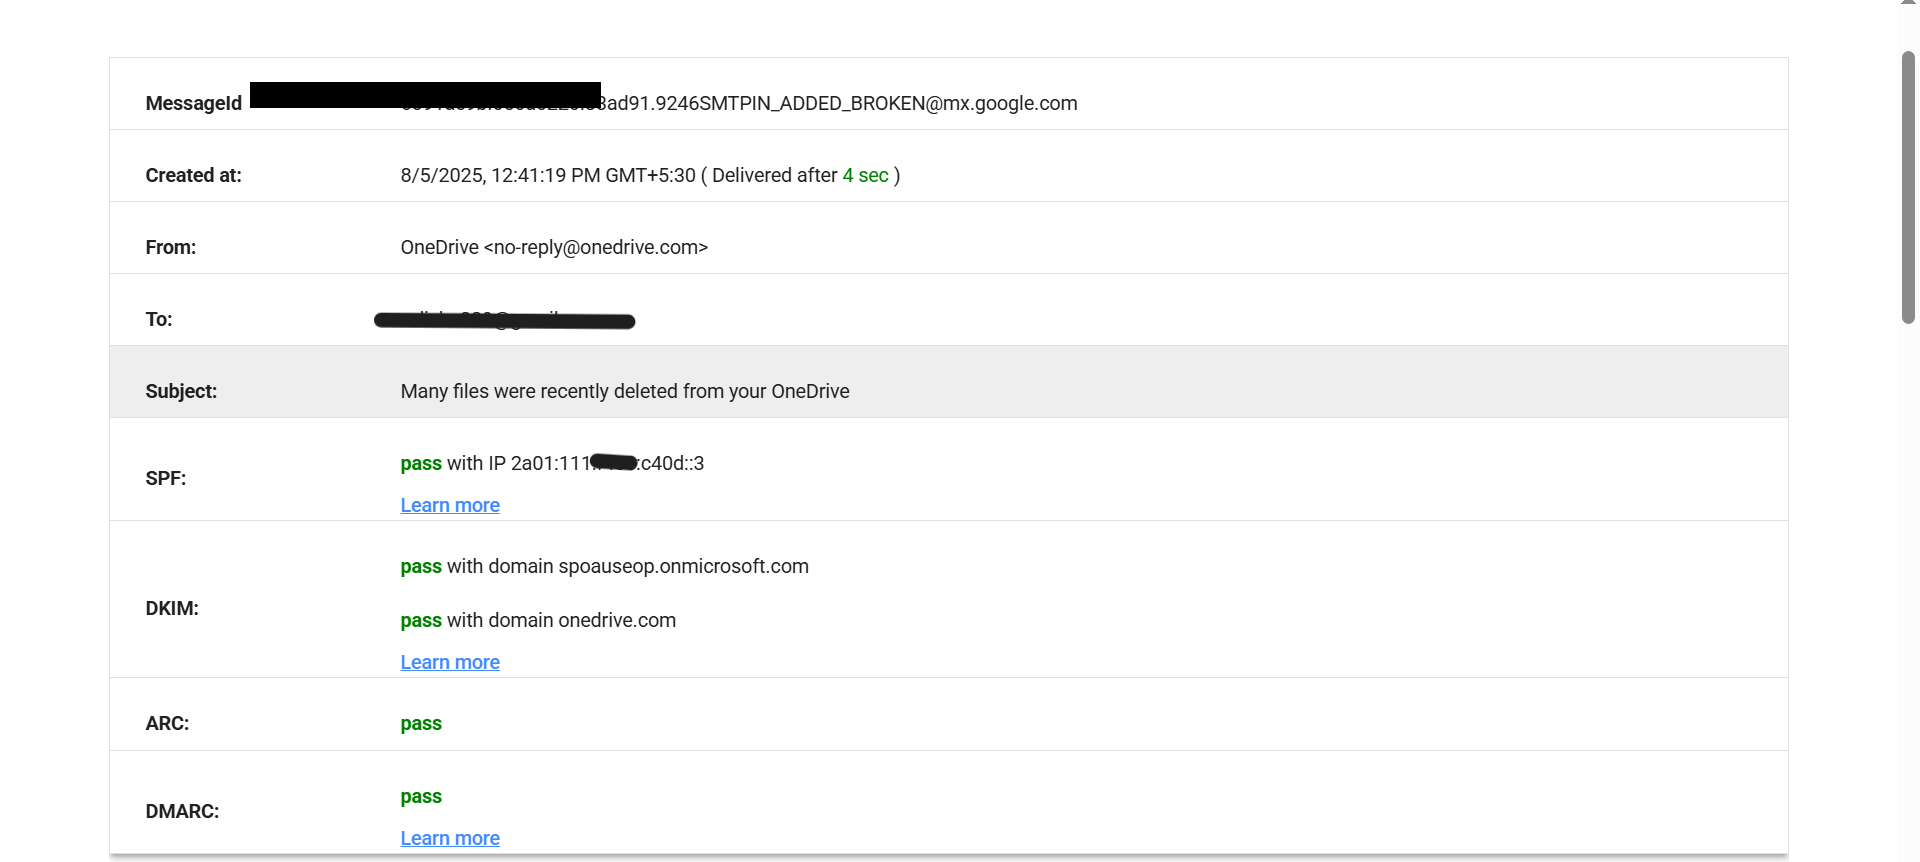 MessageId 3ad91.9246SMTPIN_ADDED_BROKEN@mx.google.com
Created at: 8/5/2025, 12:41:19 PM GMT+5:30 ( Delivered after 4 sec )
From: OneDrive <no-reply@onedrive.com>
To:
Subject: Many files were recently deleted from your OneDrive
SPF: pass with IP 2a01:111: :c40d::3
Learn more
DKIM: pass with domain spoauseop.onmicrosoft.com
pass with domain onedrive.com
Learn more
ARC: pass
DMARC: pass
Learn more